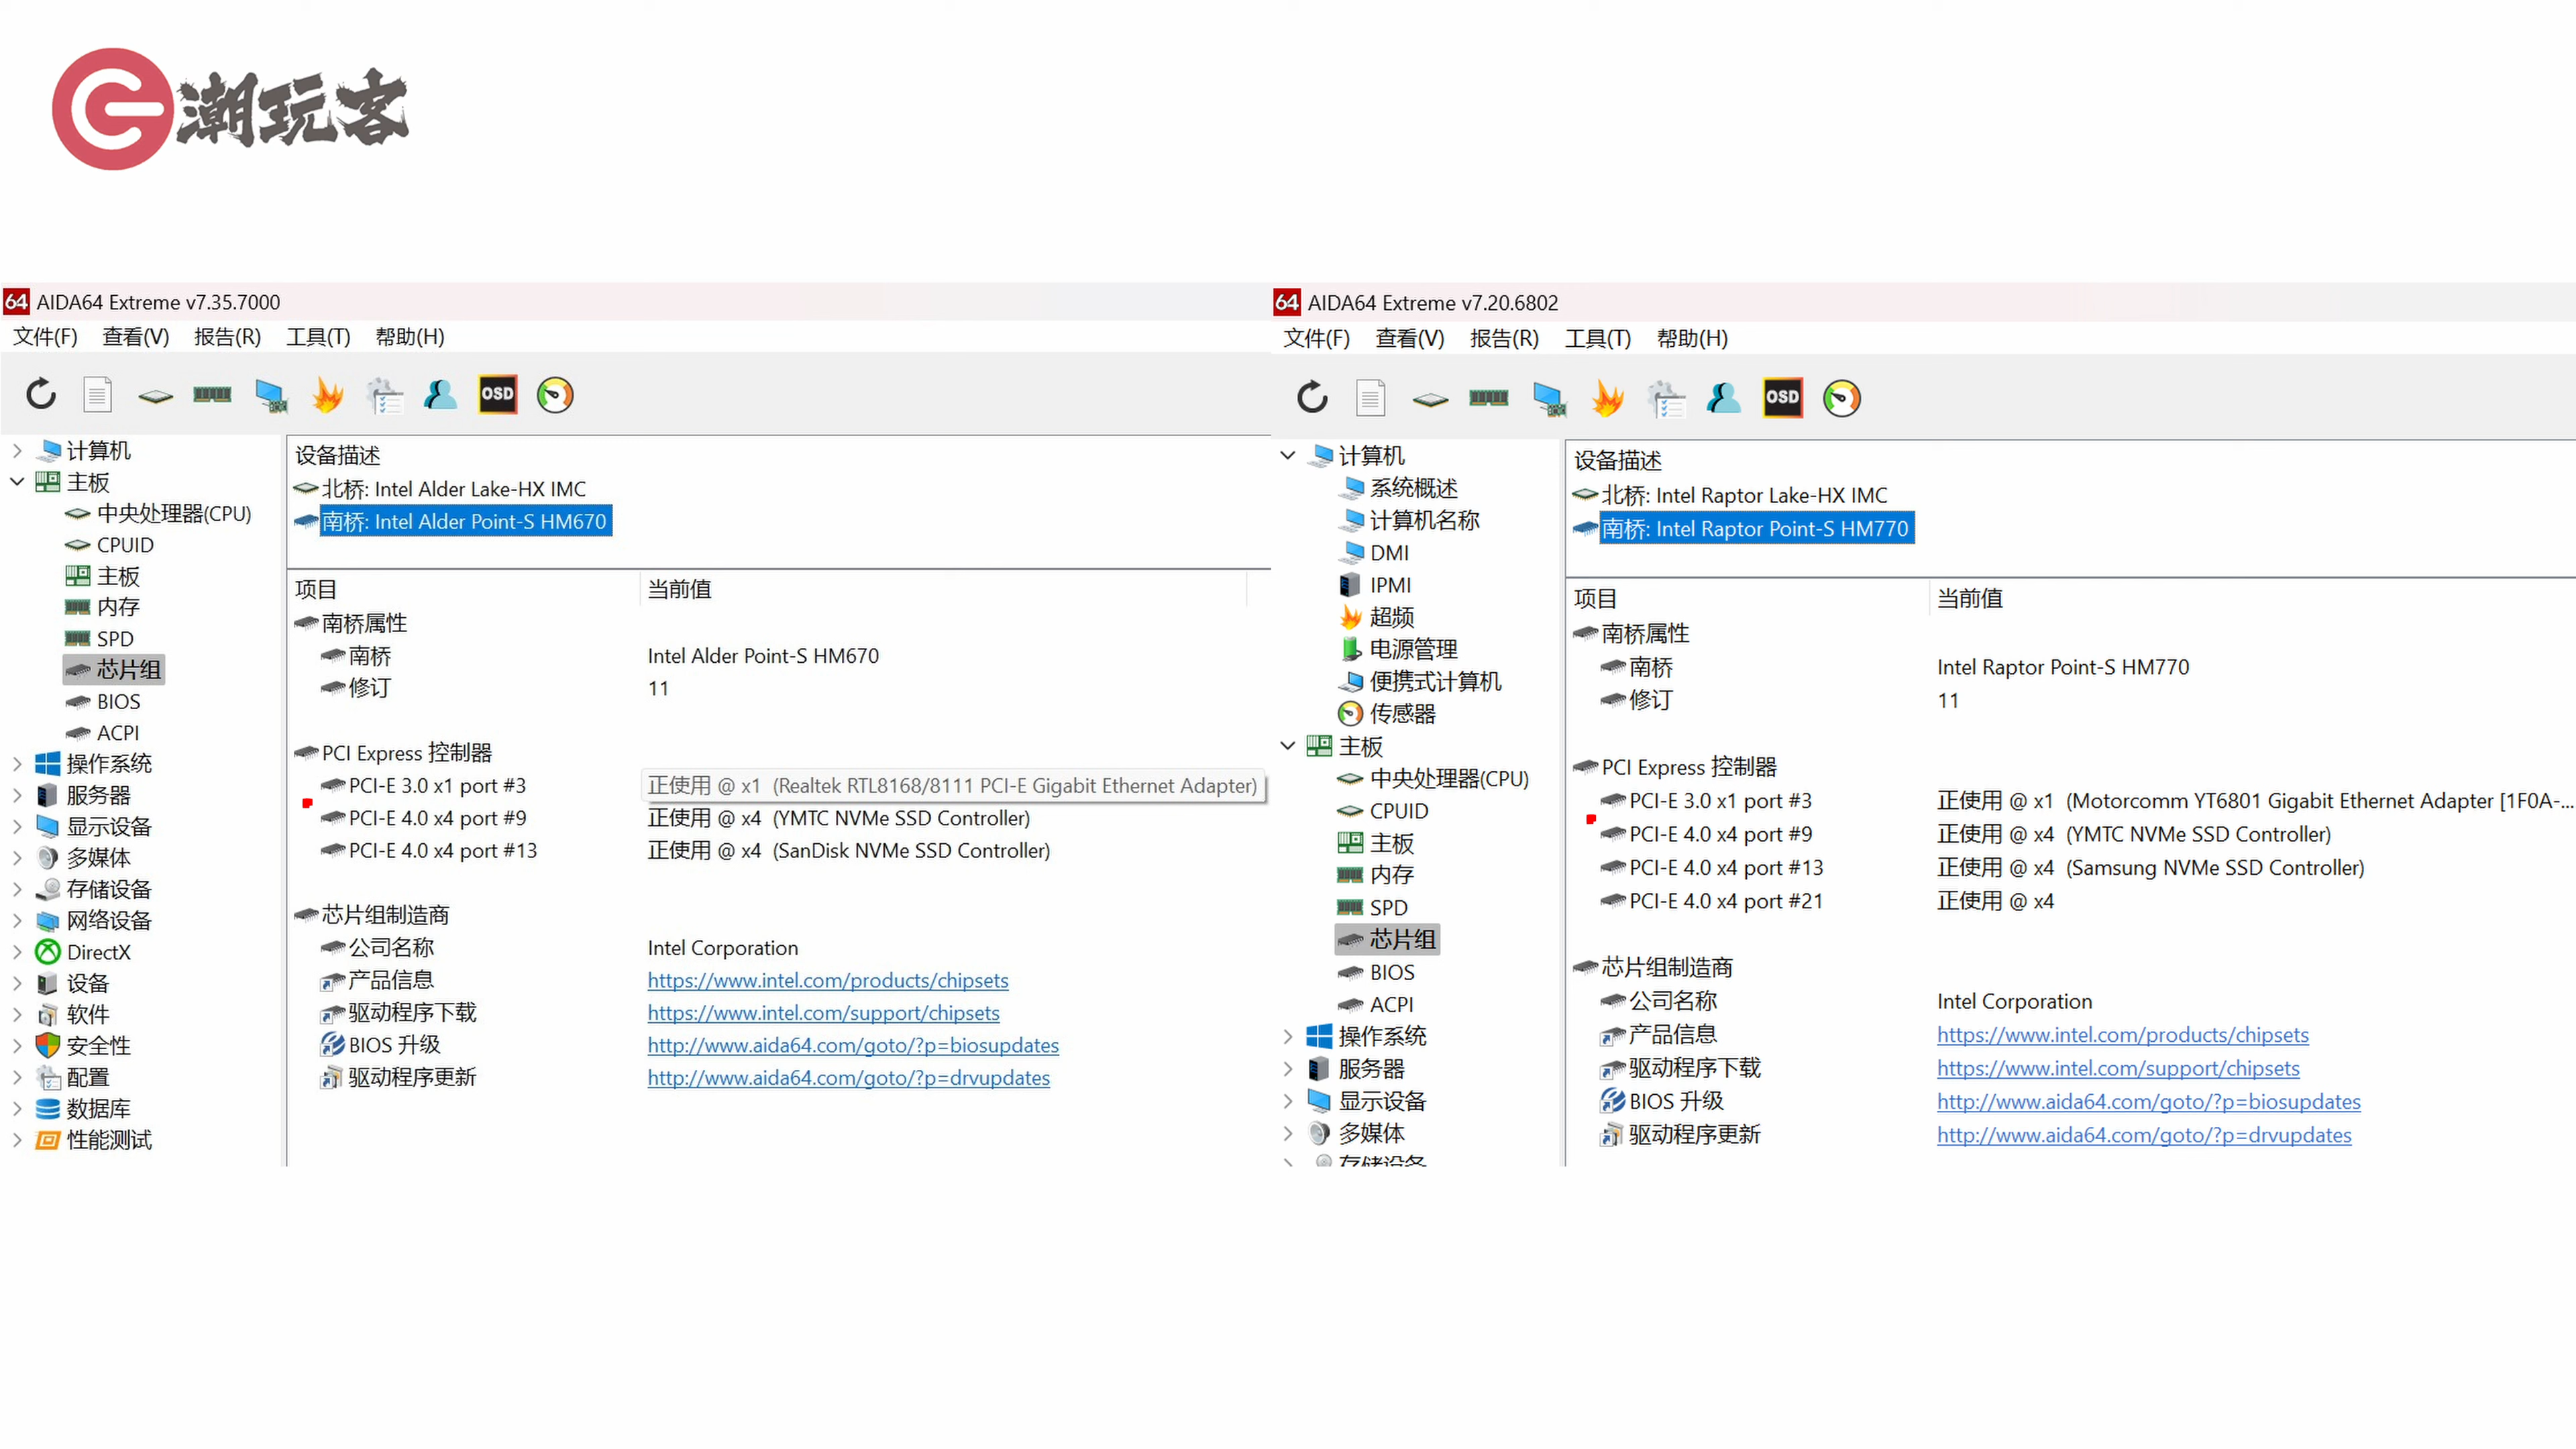 潮玩客
64 AIDA64 Extreme v7.35.7000
文件(F) 查看(V) 报告(R) 工具(T) 帮助(H)
OSD
计算机
主板
中央处理器(CPU)
CPUID
主板
内存
SPD
芯片组
BIOS
ACPI
操作系统
服务器
显示设备
多媒体
存储设备
网络设备
DirectX
设备
软件
安全性
配置
数据库
性能测试
设备描述
北桥: Intel Alder Lake-HX IMC
南桥: Intel Alder Point-S HM670
项目 当前值
南桥属性
南桥 Intel Alder Point-S HM670
修订 11
PCI Express 控制器
PCI-E 3.0 x1 port #3 正使用 @ x1 (Realtek RTL8168/8111 PCI-E Gigabit Ethernet Adapter)
PCI-E 4.0 x4 port #9 正使用 @ x4 (YMTC NVMe SSD Controller)
PCI-E 4.0 x4 port #13 正使用 @ x4 (SanDisk NVMe SSD Controller)
芯片组制造商
公司名称 Intel Corporation
产品信息 https://www.intel.com/products/chipsets
驱动程序下载 https://www.intel.com/support/chipsets
BIOS 升级 http://www.aida64.com/goto/?p=biosupdates
驱动程序更新 http://www.aida64.com/goto/?p=drvupdates
64 AIDA64 Extreme v7.20.6802
文件(F) 查看(V) 报告(R) 工具(T) 帮助(H)
OSD
计算机
系统概述
计算机名称
DMI
IPMI
超频
电源管理
便携式计算机
传感器
主板
中央处理器(CPU)
CPUID
主板
内存
SPD
芯片组
BIOS
ACPI
操作系统
服务器
显示设备
多媒体
存储设备
设备描述
北桥: Intel Raptor Lake-HX IMC
南桥: Intel Raptor Point-S HM770
项目 当前值
南桥属性
南桥 Intel Raptor Point-S HM770
修订 11
PCI Express 控制器
PCI-E 3.0 x1 port #3 正使用 @ x1 (Motorcomm YT6801 Gigabit Ethernet Adapter [1F0A-...
PCI-E 4.0 x4 port #9 正使用 @ x4 (YMTC NVMe SSD Controller)
PCI-E 4.0 x4 port #13 正使用 @ x4 (Samsung NVMe SSD Controller)
PCI-E 4.0 x4 port #21 正使用 @ x4
芯片组制造商
公司名称 Intel Corporation
产品信息 https://www.intel.com/products/chipsets
驱动程序下载 https://www.intel.com/support/chipsets
BIOS 升级 http://www.aida64.com/goto/?p=biosupdates
驱动程序更新 http://www.aida64.com/goto/?p=drvupdates